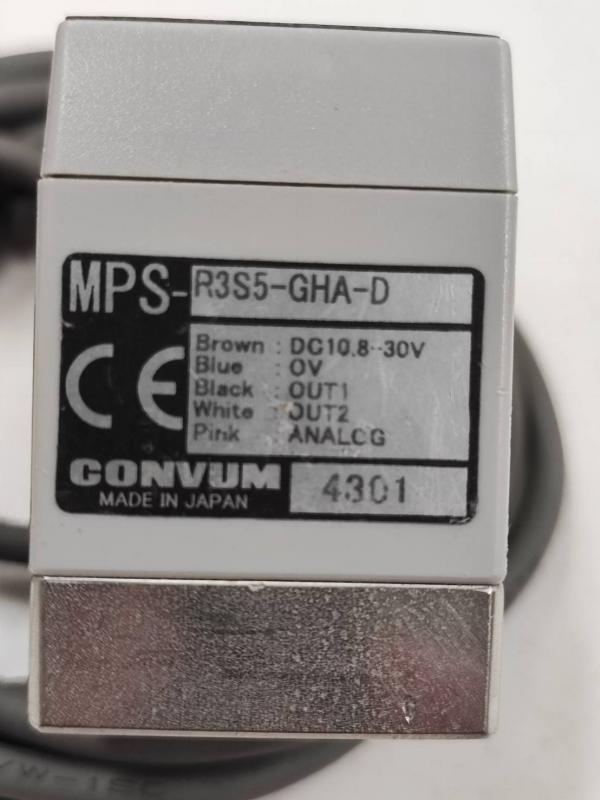 MPS-R3S5-GHA-D
CE
Brown : DC10.8-30V
Blue : 0V
Black : OUT1
White : OUT2
Pink : ANALOG
CONVUM
MADE IN JAPAN
4301